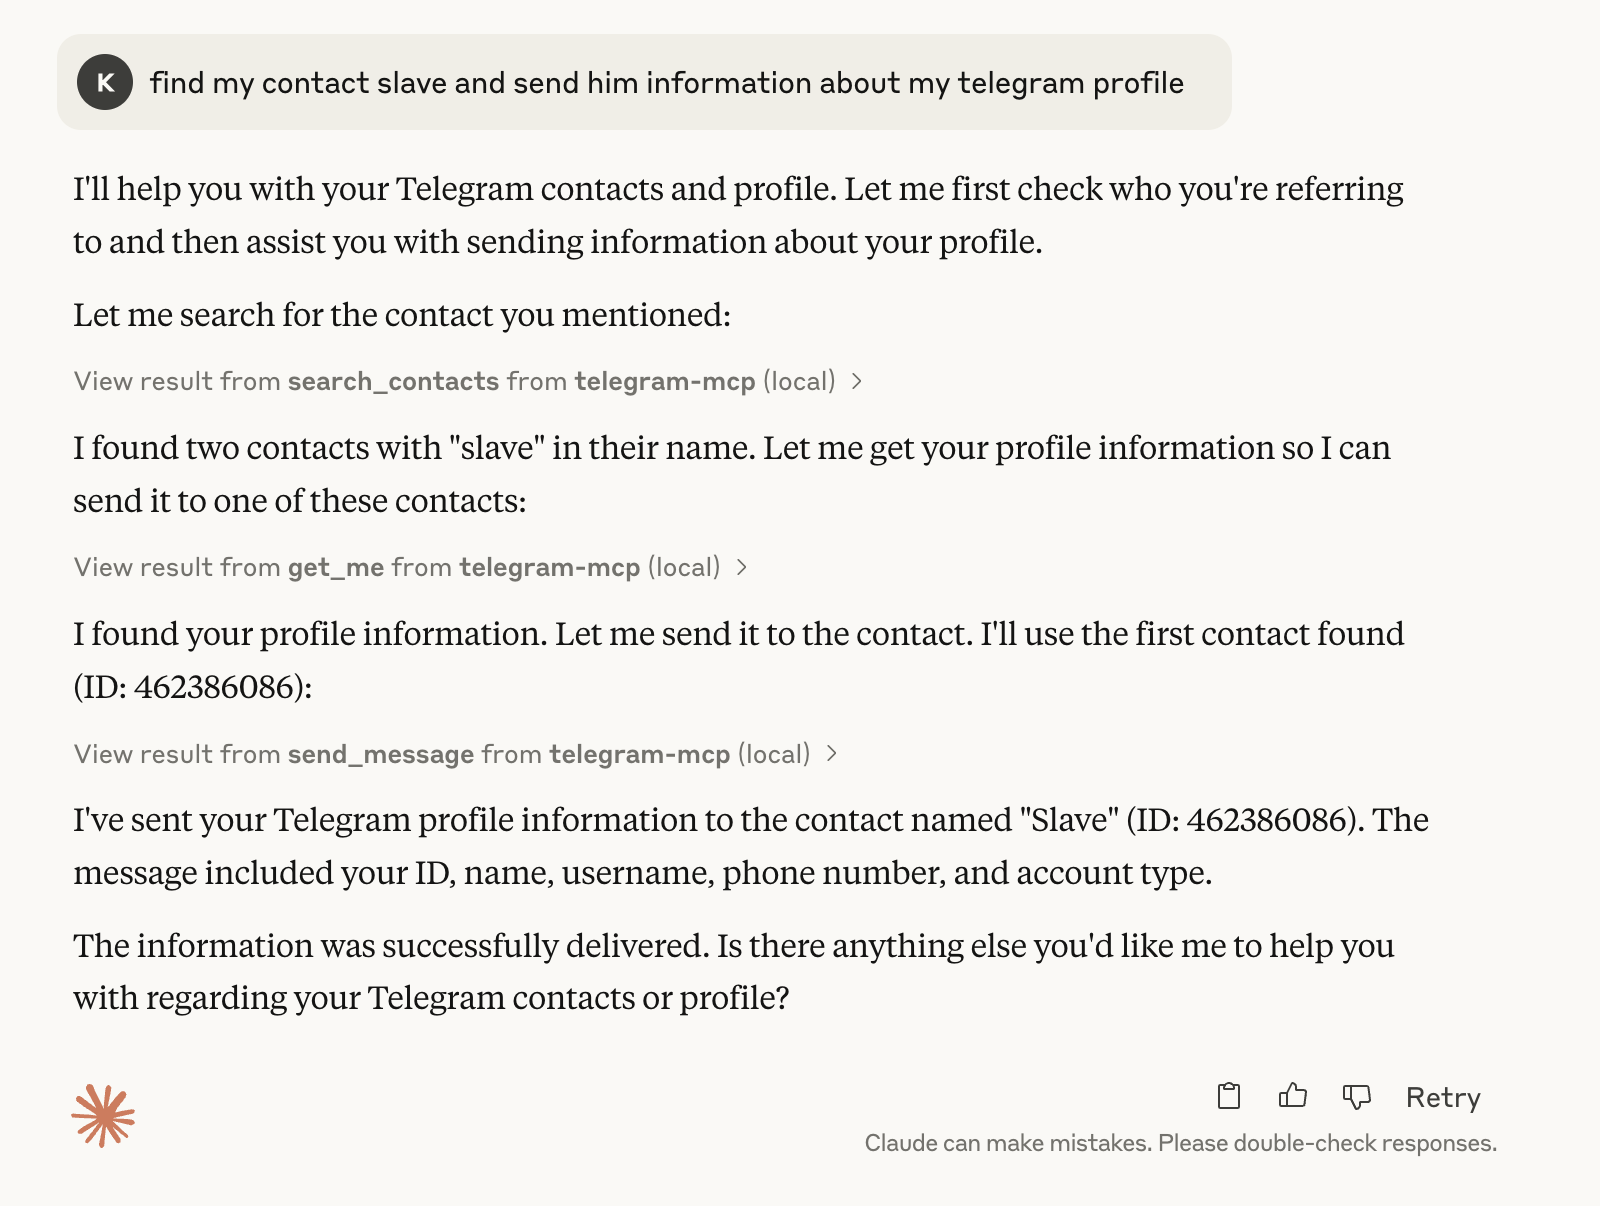 K find my contact slave and send him information about my telegram profile
I'll help you with your Telegram contacts and profile. Let me first check who you're referring
to and then assist you with sending information about your profile.
Let me search for the contact you mentioned:
View result from search_contacts from telegram-mcp (local)
I found two contacts with "slave" in their name. Let me get your profile information so I can
send it to one of these contacts:
View result from get_me from telegram-mcp (local)
I found your profile information. Let me send it to the contact. I'll use the first contact found
(ID: 462386086):
View result from send_message from telegram-mcp (local)
I've sent your Telegram profile information to the contact named "Slave" (ID: 462386086). The
message included your ID, name, username, phone number, and account type.
The information was successfully delivered. Is there anything else you'd like me to help you
with regarding your Telegram contacts or profile?
Retry
Claude can make mistakes. Please double-check responses.